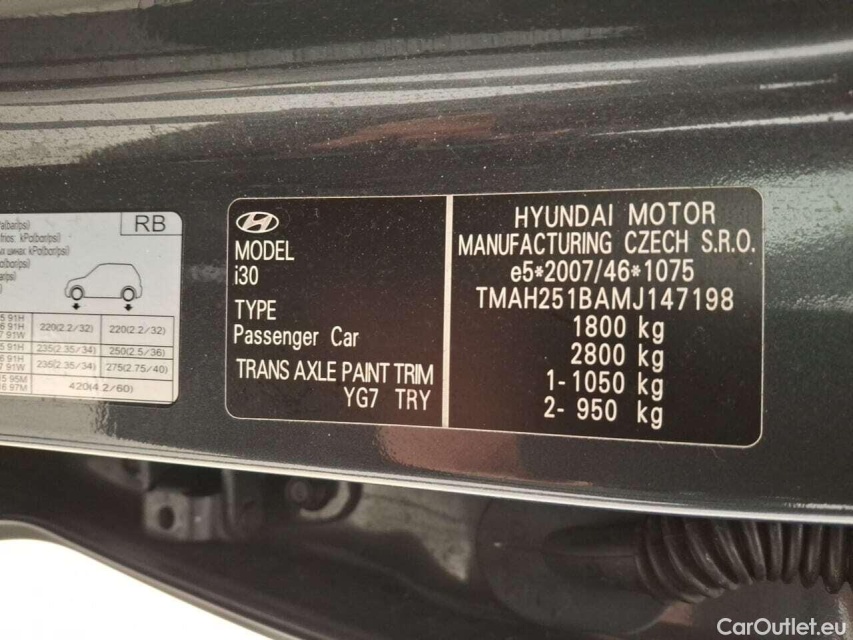 RB
220(2.2/32) 220(2.2/32)
235(2.35/34) 250(2.5/36)
235(2.35/34) 275(2.75/40)
420(4.2/60)
MODEL
i30
TYPE
Passenger Car
TRANS AXLE PAINT TRIM
YG7 TRY
HYUNDAI MOTOR
MANUFACTURING CZECH S.R.O.
e5*2007/46*1075
TMAH251BAMJ147198
1800 kg
2800 kg
1- 1050 kg
2- 950 kg
CarOutlet.eu